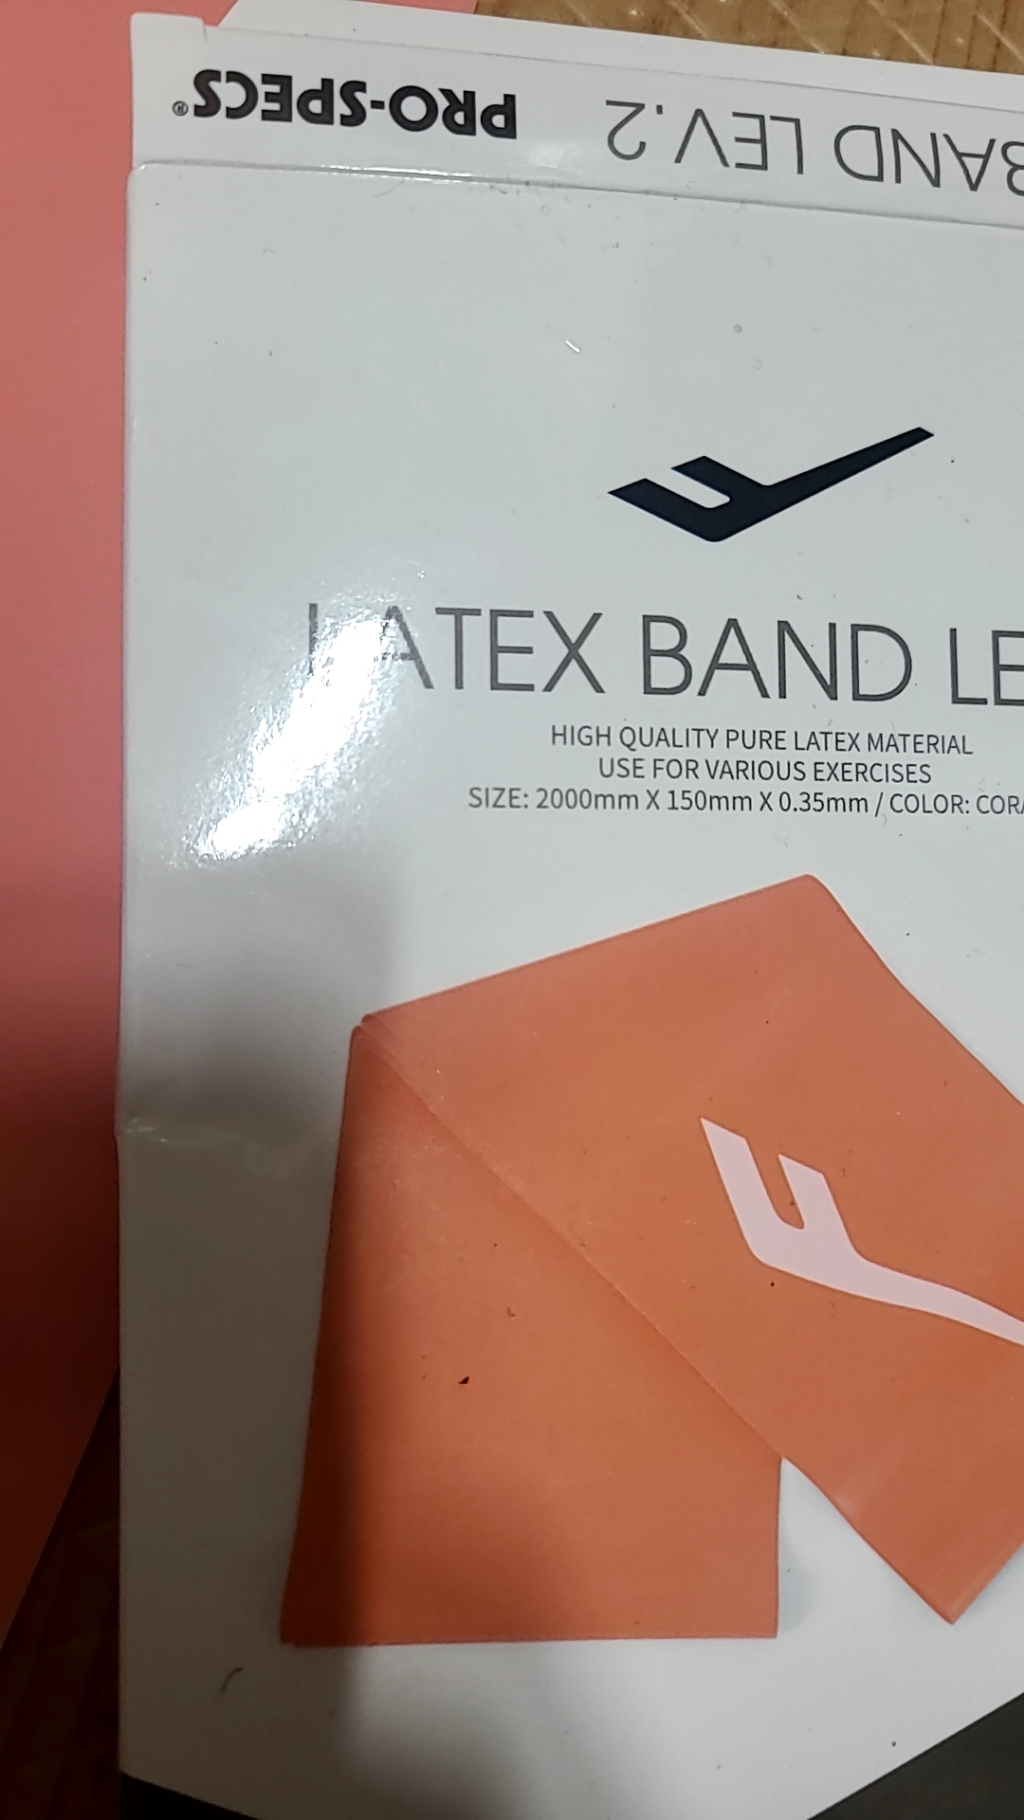 PRO-SPECS®
BAND LEV.2
LATEX BAND LE
HIGH QUALITY PURE LATEX MATERIAL
USE FOR VARIOUS EXERCISES
SIZE: 2000mm X 150mm X 0.35mm / COLOR: COR